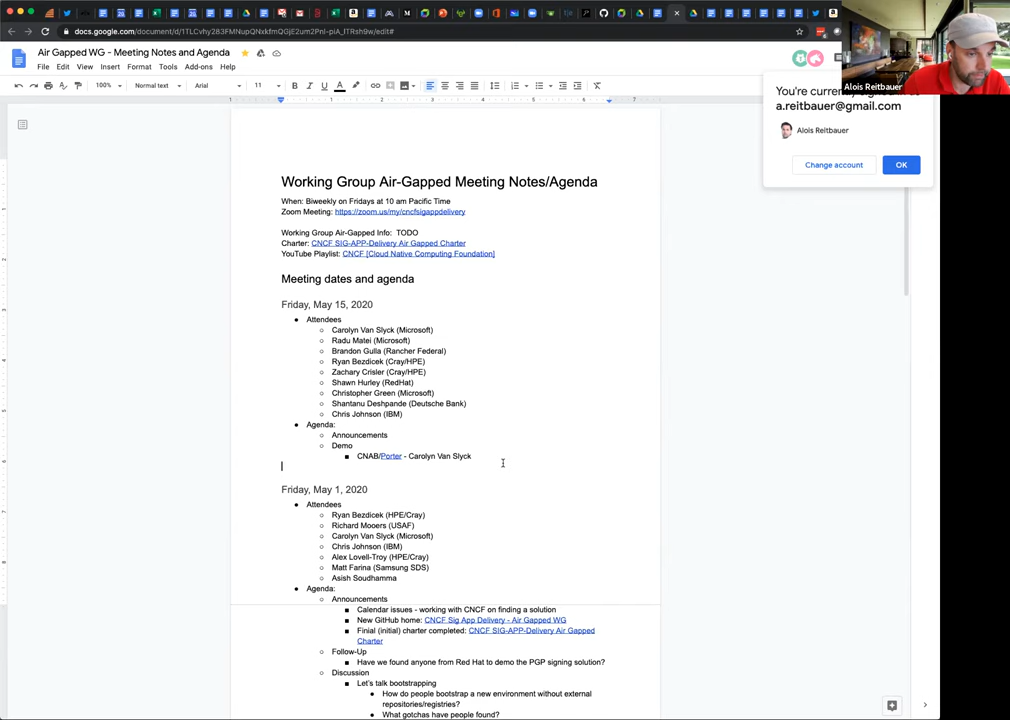 docs.google.com/document/d/1TLCvhy283FMNupQNxkfmQGjE2um2PnI-pIA_ITRsh9w/edit#
Air Gapped WG - Meeting Notes and Agenda
File Edit View Insert Format Tools Add-ons Help
100% Normal text Arial 11
Alois Reitbauer
a.reitbauer@gmail.com
Alois Reitbauer
Change account OK
Working Group Air-Gapped Meeting Notes/Agenda
When: Biweekly on Fridays at 10 am Pacific Time
Zoom Meeting: https://zoom.us/my/cncfsigappdelivery
Working Group Air-Gapped Info: TODO
Charter: CNCF SIG-APP-Delivery Air Gapped Charter
YouTube Playlist: CNCF [Cloud Native Computing Foundation]
Meeting dates and agenda
Friday, May 15, 2020
Attendees
Carolyn Van Slyck (Microsoft)
Radu Matei (Microsoft)
Brandon Gulla (Rancher Federal)
Ryan Bezdicek (Cray/HPE)
Zachary Crisler (Cray/HPE)
Shawn Hurley (RedHat)
Christopher Green (Microsoft)
Shantanu Deshpande (Deutsche Bank)
Chris Johnson (IBM)
Agenda:
Announcements
Demo
CNAB/Porter - Carolyn Van Slyck
Friday, May 1, 2020
Attendees
Ryan Bezdicek (HPE/Cray)
Richard Mooers (USAF)
Carolyn Van Slyck (Microsoft)
Chris Johnson (IBM)
Alex Lovell-Troy (HPE/Cray)
Matt Farina (Samsung SDS)
Asish Soudhamma
Agenda:
Announcements
Calendar issues - working with CNCF on finding a solution
New GitHub home: CNCF Sig App Delivery - Air Gapped WG
Finial (initial) charter completed: CNCF SIG-APP-Delivery Air Gapped
Charter
Follow-Up
Have we found anyone from Red Hat to demo the PGP signing solution?
Discussion
Let's talk bootstrapping
How do people bootstrap a new environment without external
repositories/registries?
What gotchas have people found?